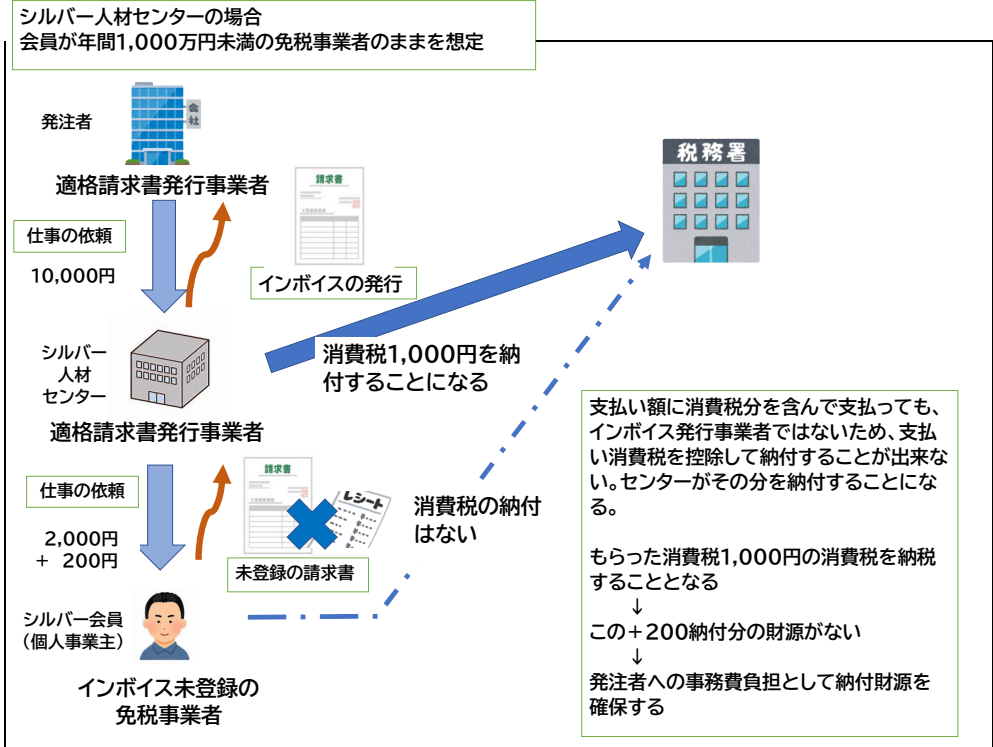 シルバー人材センターの場合
会員が年間1,000万円未満の免税事業者のままを想定
発注者
会社
適格請求書発行事業者
請求書
税務署
仕事の依頼
10,000円
インボイスの発行
シルバー
人材
センター
消費税1,000円を納
付することになる
適格請求書発行事業者
仕事の依頼
2,000円
+ 200円
請求書
レシート
未登録の請求書
消費税の納付
はない
シルバー会員
(個人事業主)
インボイス未登録の
免税事業者
支払い額に消費税分を含んで支払っても、
インボイス発行事業者ではないため、支払
い消費税を控除して納付することが出来な
い。センターがその分を納付することにな
る。
もらった消費税1,000円の消費税を納税
することとなる
↓
この+200納付分の財源がない
↓
発注者への事務費負担として納付財源を
確保する